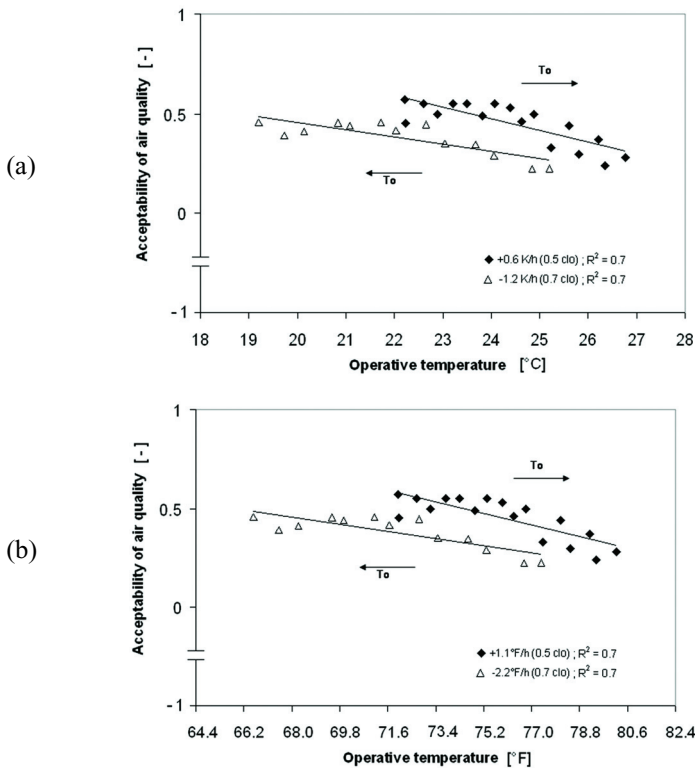 (a)
Acceptability of air quality [-]
1
0.5
0
-1
To
To
+0.6 K/h (0.5 clo) ; R² = 0.7
-1.2 K/h (0.7 clo) ; R² = 0.7
18 19 20 21 22 23 24 25 26 27 28
Operative temperature [°C]
(b)
Acceptability of air quality [-]
1
0.5
0
-1
To
To
+1.1°F/h (0.5 clo) ; R² = 0.7
-2.2°F/h (0.7 clo) ; R² = 0.7
64.4 66.2 68.0 69.8 71.6 73.4 75.2 77.0 78.8 80.6 82.4
Operative temperature [°F]